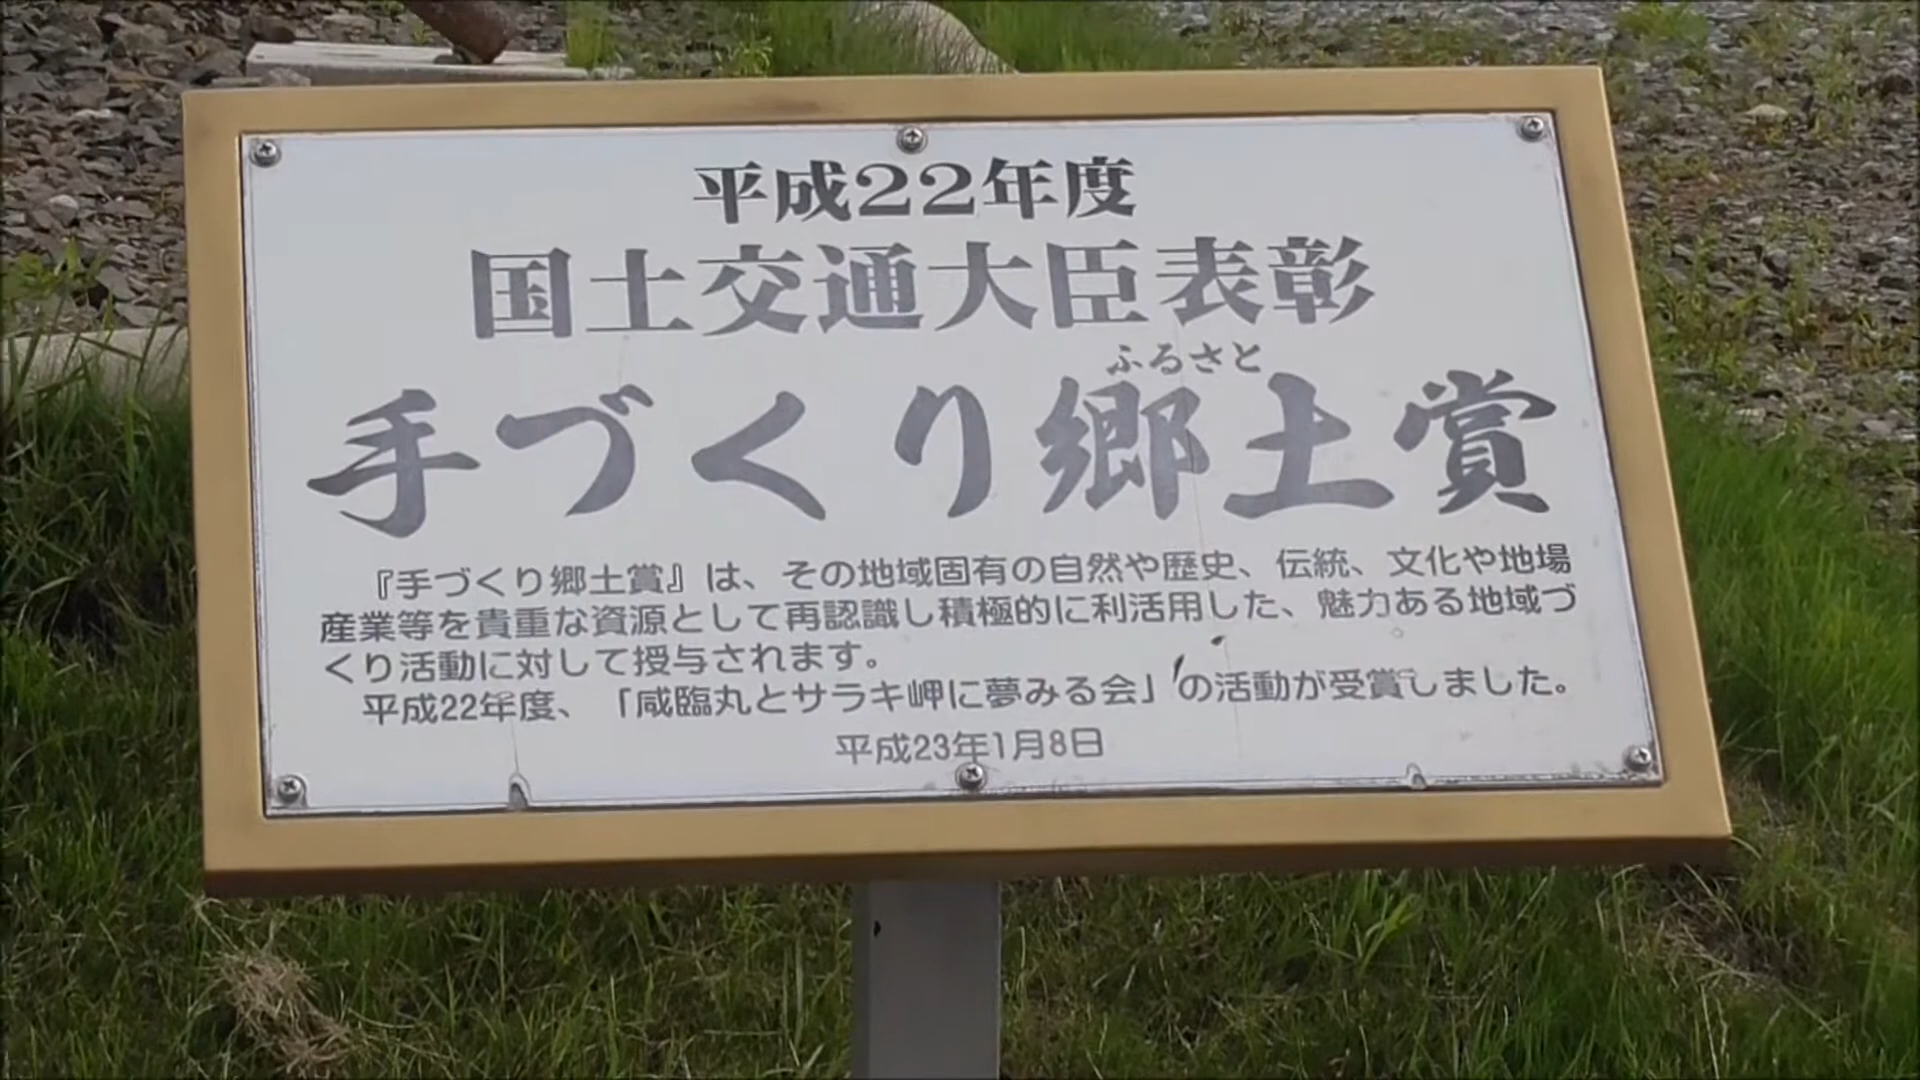 平成22年度
国土交通大臣表彰
ふるさと
手づくり郷土賞
『手づくり郷土賞』は、その地域固有の自然や歴史、伝統、文化や地場
産業等を貴重な資源として再認識し積極的に利活用した、魅力ある地域づ
くり活動に対して授与されます。
平成22年度、「咸臨丸とサラキ岬に夢みる会」の活動が受賞しました。
平成23年1月8日